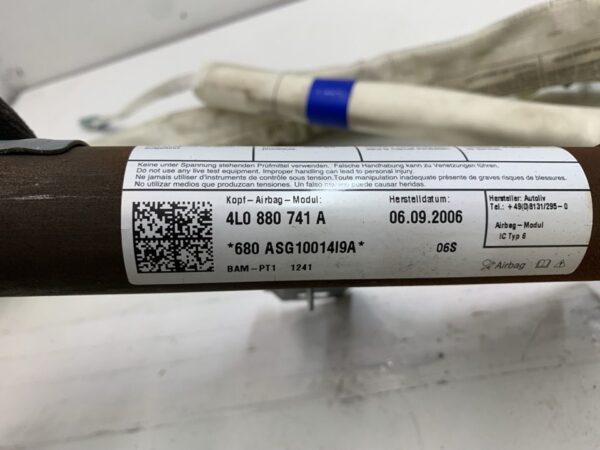 Keine unter Spannung stehenden Prüfmittel verwenden. Falsche Handhabung kann zu Verletzungen führen.
Do not use any live test equipment. Improper handling can lead to personal injury.
Ne jamais utiliser d'instruments de contrôle sous tension. Toute manipulation inadéquate présente de graves risques de blessures.
No utilizar medios que produzcan tensiones. Un falso puede causar heridas.
Kopf-Airbag-Modul:
4L0 880 741 A
Herstelldatum:
06.09.2006
Hersteller: Autoliv
Tel.: +49(0)8131/295-0
*680 ASG10014I9A*
06S
Airbag-Modul
IC Typ 6
BAM-PT1 1241
Airbag